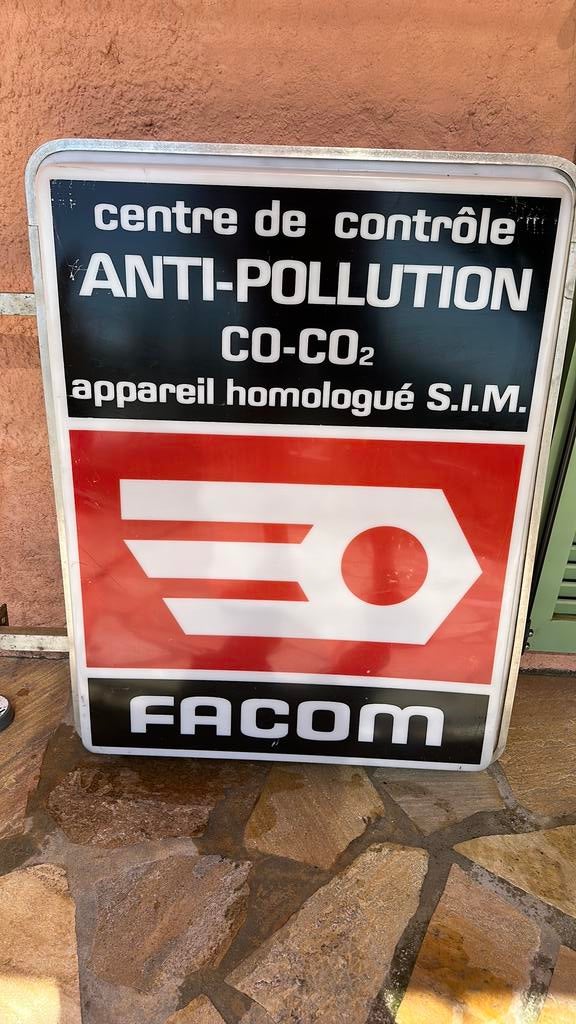 centre de contrôle
ANTI-POLLUTION
CO-CO₂
appareil homologué S.I.M.
FACOM